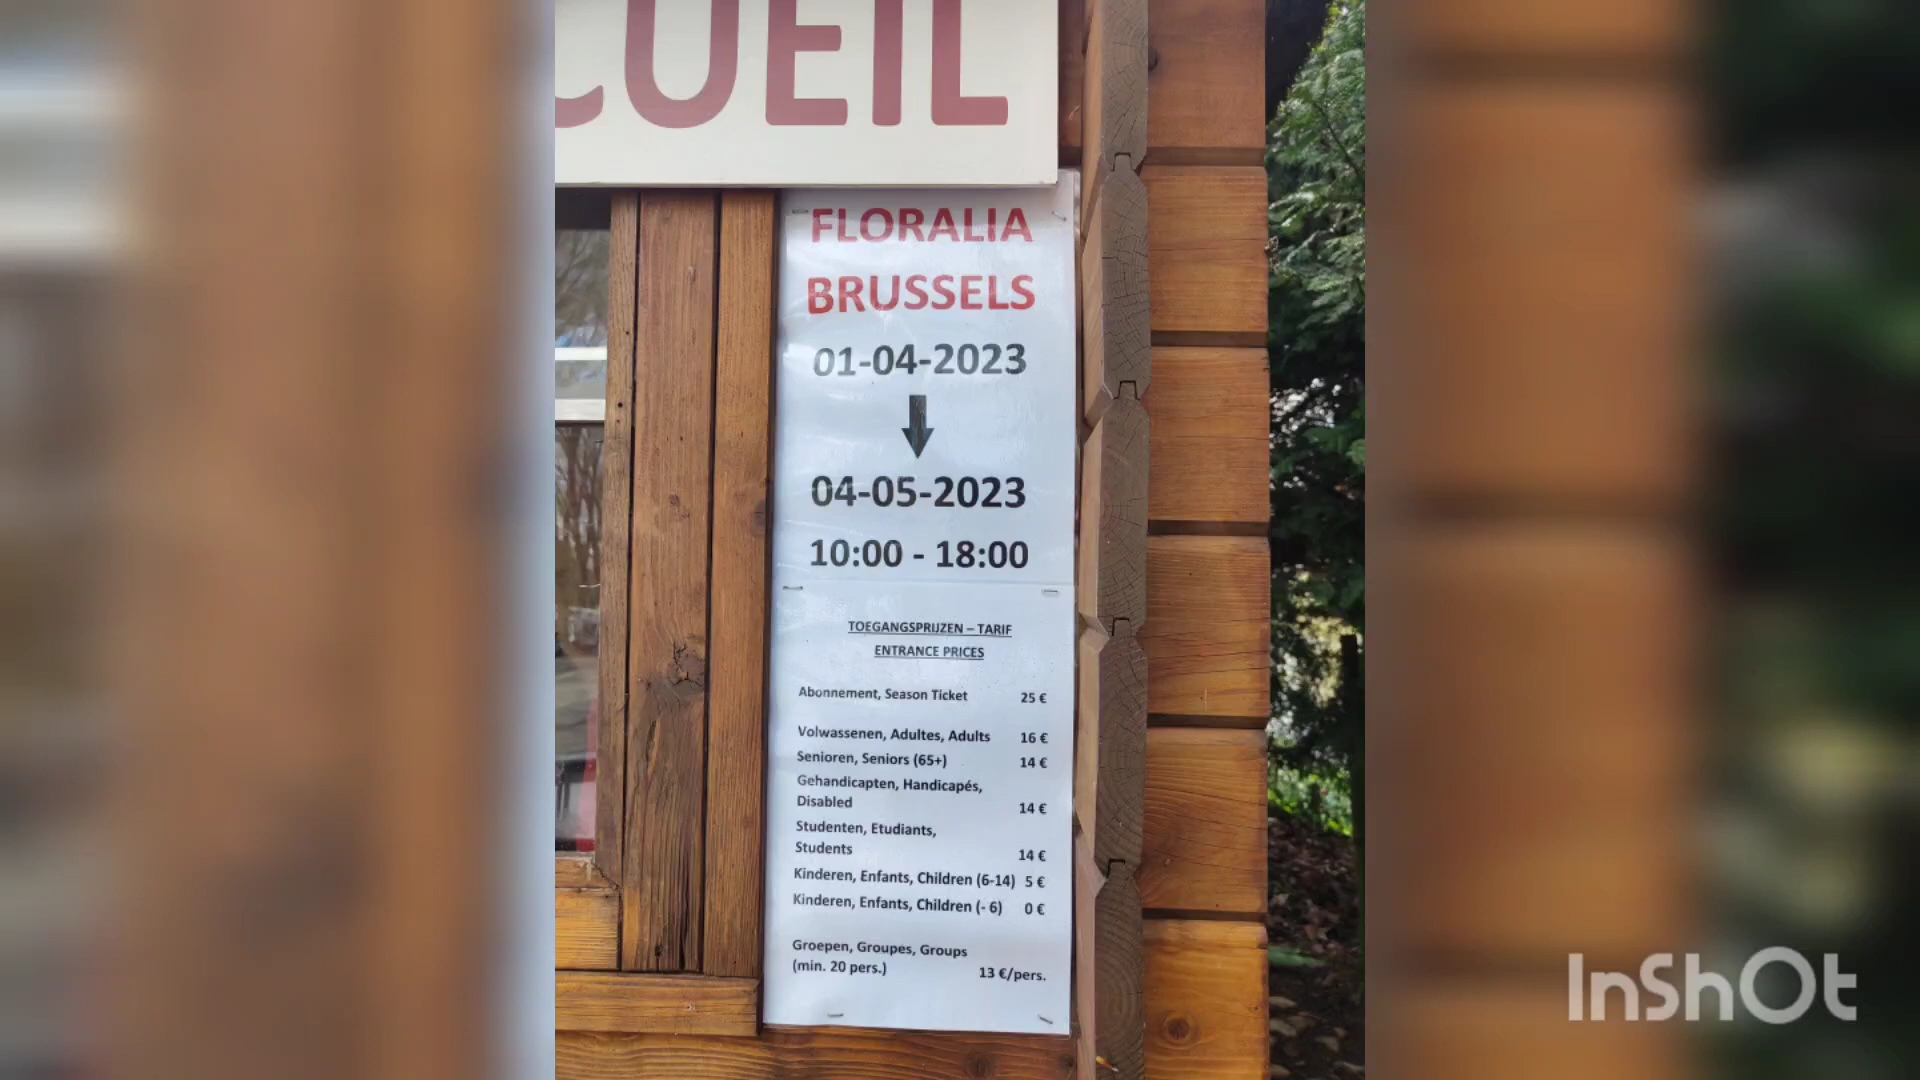 CUEIL
FLORALIA
BRUSSELS
01-04-2023
04-05-2023
10:00 - 18:00
TOEGANGSPRIJZEN – TARIF
ENTRANCE PRICES
Abonnement, Season Ticket 25 €
Volwassenen, Adultes, Adults 16 €
Senioren, Seniors (65+) 14 €
Gehandicapten, Handicapés,
Disabled 14 €
Studenten, Etudiants,
Students 14 €
Kinderen, Enfants, Children (6-14) 5 €
Kinderen, Enfants, Children (- 6) 0 €
Groepen, Groupes, Groups
(min. 20 pers.) 13 €/pers.
InShOt